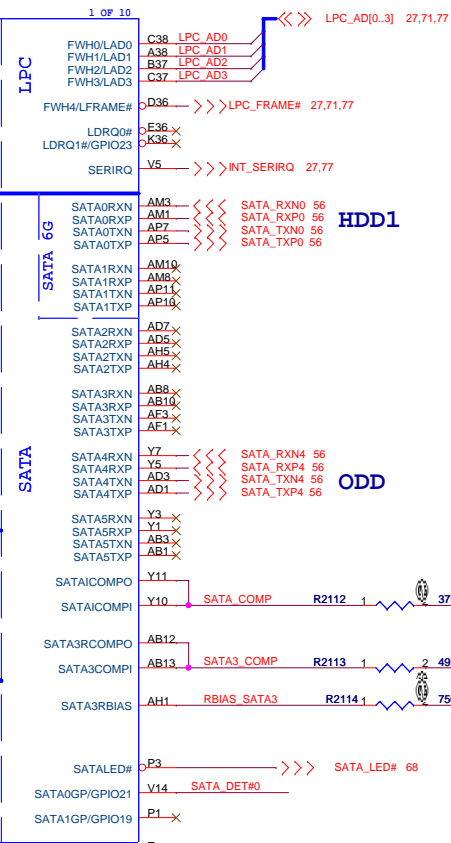 1 OF 10
LPC_AD[0..3] 27,71,77
LPC
FWH0/LAD0 C38 LPC_AD0
FWH1/LAD1 A38 LPC_AD1
FWH2/LAD2 B37 LPC_AD2
FWH3/LAD3 C37 LPC_AD3
FWH4/LFRAME# D36 LPC_FRAME# 27,71,77
LDRQ0# E36
LDRQ1#/GPIO23 K36
SERIRQ V5 INT_SERIRQ 27,77
SATA 6G
SATA0RXN AM3 SATA_RXN0 56
SATA0RXP AM1 SATA_RXP0 56
SATA0TXN AP7 SATA_TXN0 56
SATA0TXP AP5 SATA_TXP0 56
HDD1
SATA1RXN AM10
SATA1RXP AM8
SATA1TXN AP11
SATA1TXP AP10
SATA
SATA2RXN AD7
SATA2RXP AD5
SATA2TXN AH5
SATA2TXP AH4
SATA3RXN AB8
SATA3RXP AB10
SATA3TXN AF3
SATA3TXP AF1
SATA4RXN Y7 SATA_RXN4 56
SATA4RXP Y5 SATA_RXP4 56
SATA4TXN AD3 SATA_TXN4 56
SATA4TXP AD1 SATA_TXP4 56
ODD
SATA5RXN Y3
SATA5RXP Y1
SATA5TXN AB3
SATA5TXP AB1
SATAICOMPO Y11
SATAICOMPI Y10 SATA_COMP R2112 1 37
SATA3RCOMPO AB12
SATA3COMPI AB13 SATA3_COMP R2113 1 2 49
SATA3RBIAS AH1 RBIAS_SATA3 R2114 1 750
SATALED# P3 SATA_LED# 68
SATA0GP/GPIO21 V14 SATA_DET#0
SATA1GP/GPIO19 P1